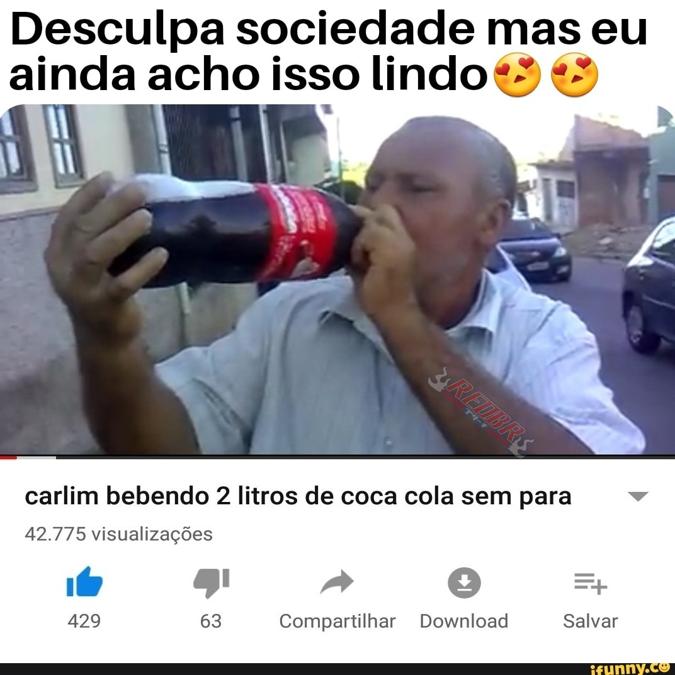 Desculpa sociedade mas eu
ainda acho isso lindo😍😍
REDBR
carlim bebendo 2 litros de coca cola sem para
42.775 visualizações
429
63
Compartilhar
Download
Salvar
ifunny.co